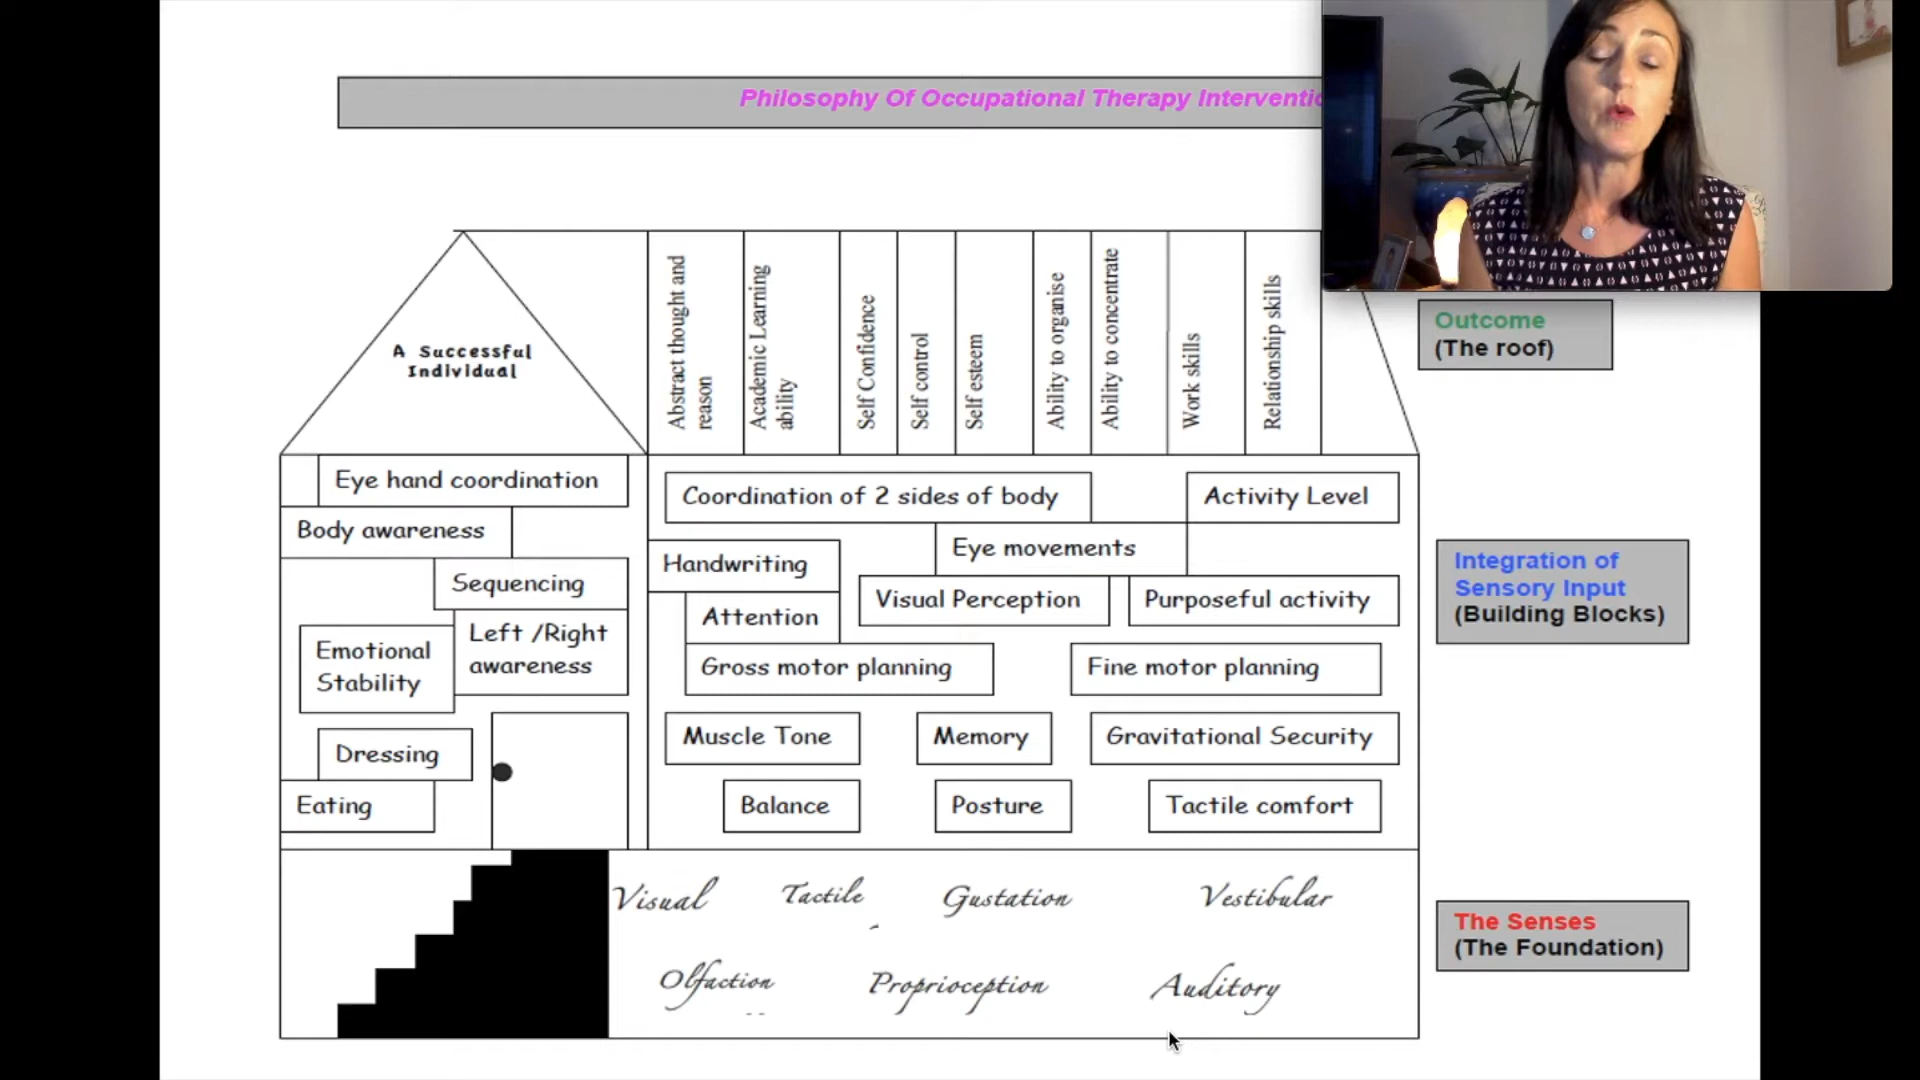 Philosophy Of Occupational Therapy Interventio
A Successful
Individual
Abstract thought and
reason
Academic Learning
ability
Self Confidence
Self control
Self esteem
Ability to organise
Ability to concentrate
Work skills
Relationship skills
Outcome
(The roof)
Eye hand coordination
Body awareness
Sequencing
Left /Right
awareness
Emotional
Stability
Dressing
Eating
Coordination of 2 sides of body
Activity Level
Eye movements
Handwriting
Visual Perception
Purposeful activity
Attention
Gross motor planning
Fine motor planning
Muscle Tone
Memory
Gravitational Security
Balance
Posture
Tactile comfort
Integration of
Sensory Input
(Building Blocks)
Visual
Tactile
Gustation
Vestibular
Olfaction
Proprioception
Auditory
The Senses
(The Foundation)